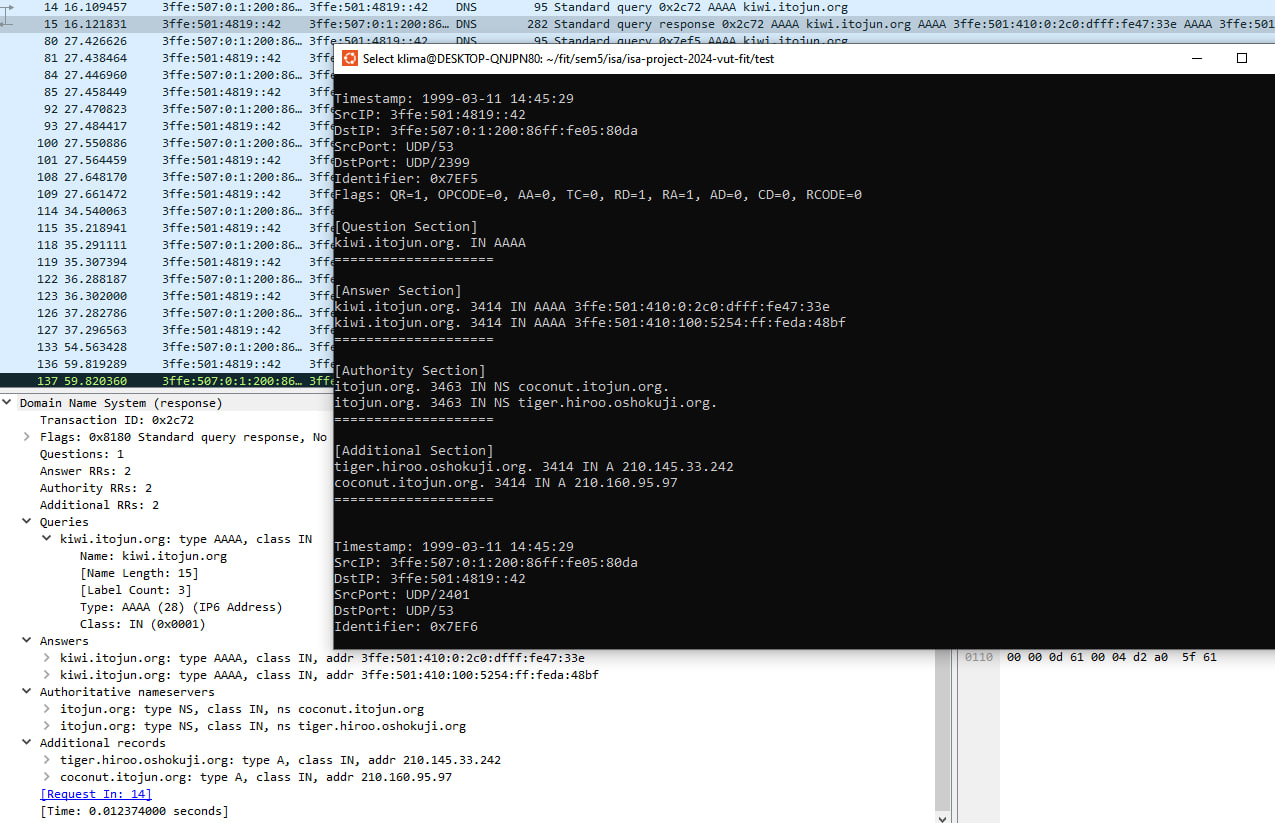 14 16.109457 3ffe:507:0:1:200:86… 3ffe:501:4819::42 DNS 95 Standard query 0x2c72 AAAA kiwi.itojun.org
15 16.121831 3ffe:501:4819::42 3ffe:507:0:1:200:86… DNS 282 Standard query response 0x2c72 AAAA kiwi.itojun.org AAAA 3ffe:501:410:0:2c0:dfff:fe47:33e AAAA 3ffe:501
80 27.426626 3ffe:507:0:1:200:86… 3ffe:501:4819::42 DNS 95 Standard query 0x7ef5 AAAA kiwi.itojun.org
81 27.438464 3ffe:501:4819::42 3ffe
84 27.446960 3ffe:507:0:1:200:86… 3ffe
85 27.458449 3ffe:501:4819::42 3ffe
92 27.470823 3ffe:507:0:1:200:86… 3ffe
93 27.484417 3ffe:501:4819::42 3ffe
100 27.550886 3ffe:507:0:1:200:86… 3ffe
101 27.564459 3ffe:501:4819::42 3ffe
108 27.648170 3ffe:507:0:1:200:86… 3ffe
109 27.661472 3ffe:501:4819::42 3ffe
114 34.540063 3ffe:507:0:1:200:86… 3ffe
115 35.218941 3ffe:501:4819::42 3ffe
118 35.291111 3ffe:507:0:1:200:86… 3ffe
119 35.307394 3ffe:501:4819::42 3ffe
122 36.288187 3ffe:507:0:1:200:86… 3ffe
123 36.302000 3ffe:501:4819::42 3ffe
126 37.282786 3ffe:507:0:1:200:86… 3ffe
127 37.296563 3ffe:501:4819::42 3ffe
133 54.563428 3ffe:507:0:1:200:86… 3ffe
136 59.819289 3ffe:501:4819::42 3ffe
137 59.820360 3ffe:507:0:1:200:86… 3ffe
Select klima@DESKTOP-QNJPN80: ~/fit/sem5/isa/isa-project-2024-vut-fit/test
Timestamp: 1999-03-11 14:45:29
SrcIP: 3ffe:501:4819::42
DstIP: 3ffe:507:0:1:200:86ff:fe05:80da
SrcPort: UDP/53
DstPort: UDP/2399
Identifier: 0x7EF5
Flags: QR=1, OPCODE=0, AA=0, TC=0, RD=1, RA=1, AD=0, CD=0, RCODE=0
[Question Section]
kiwi.itojun.org. IN AAAA
====================
[Answer Section]
kiwi.itojun.org. 3414 IN AAAA 3ffe:501:410:0:2c0:dfff:fe47:33e
kiwi.itojun.org. 3414 IN AAAA 3ffe:501:410:100:5254:ff:feda:48bf
====================
[Authority Section]
itojun.org. 3463 IN NS coconut.itojun.org.
itojun.org. 3463 IN NS tiger.hiroo.oshokuji.org.
====================
[Additional Section]
tiger.hiroo.oshokuji.org. 3414 IN A 210.145.33.242
coconut.itojun.org. 3414 IN A 210.160.95.97
====================
Timestamp: 1999-03-11 14:45:29
SrcIP: 3ffe:507:0:1:200:86ff:fe05:80da
DstIP: 3ffe:501:4819::42
SrcPort: UDP/2401
DstPort: UDP/53
Identifier: 0x7EF6
Domain Name System (response)
Transaction ID: 0x2c72
Flags: 0x8180 Standard query response, No
Questions: 1
Answer RRs: 2
Authority RRs: 2
Additional RRs: 2
Queries
kiwi.itojun.org: type AAAA, class IN
Name: kiwi.itojun.org
[Name Length: 15]
[Label Count: 3]
Type: AAAA (28) (IP6 Address)
Class: IN (0x0001)
Answers
kiwi.itojun.org: type AAAA, class IN, addr 3ffe:501:410:0:2c0:dfff:fe47:33e
kiwi.itojun.org: type AAAA, class IN, addr 3ffe:501:410:100:5254:ff:feda:48bf
Authoritative nameservers
itojun.org: type NS, class IN, ns coconut.itojun.org
itojun.org: type NS, class IN, ns tiger.hiroo.oshokuji.org
Additional records
tiger.hiroo.oshokuji.org: type A, class IN, addr 210.145.33.242
coconut.itojun.org: type A, class IN, addr 210.160.95.97
[Request In: 14]
[Time: 0.012374000 seconds]
0110 00 00 0d 61 00 04 d2 a0 5f 61